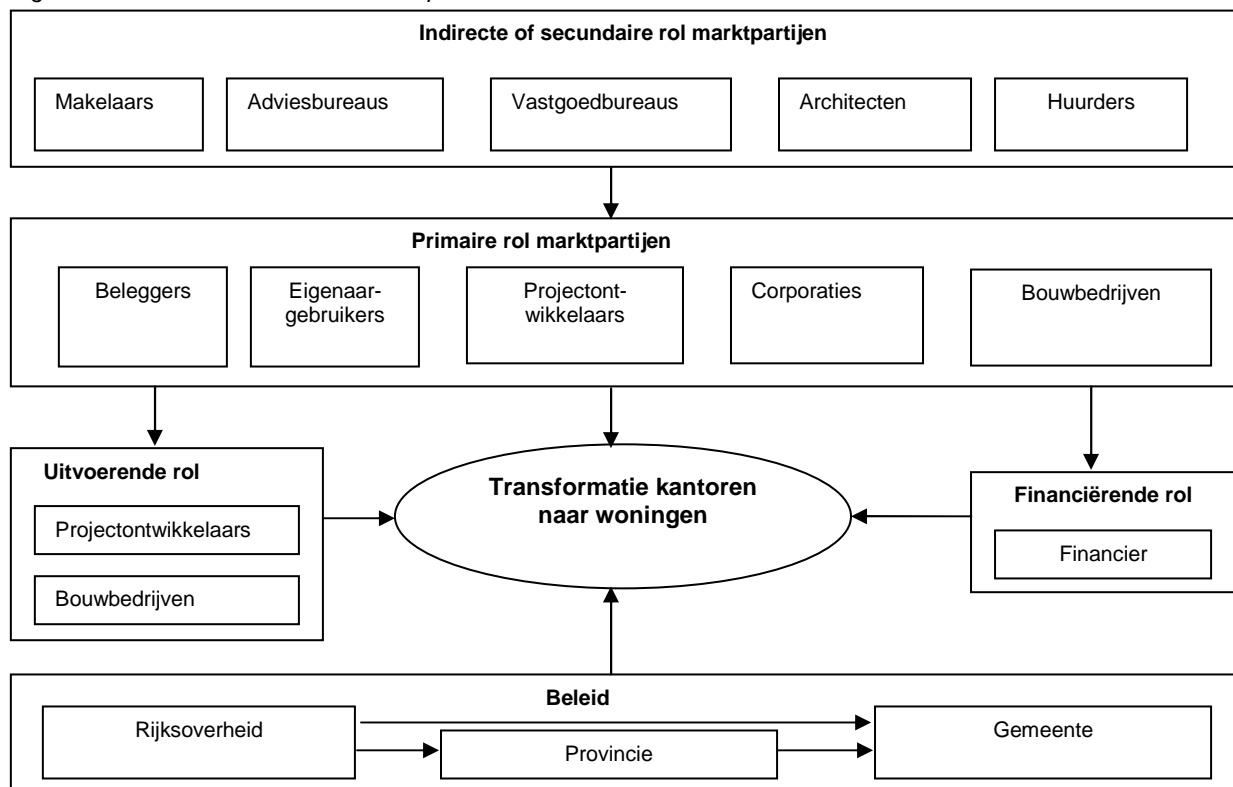 Indirecte of secundaire rol marktpartijen
Makelaars
Adviesbureaus
Vastgoedbureaus
Architecten
Huurders
Primaire rol marktpartijen
Beleggers
Eigenaar-
gebruikers
Projectont-
wikkelaars
Corporaties
Bouwbedrijven
Uitvoerende rol
Projectontwikkelaars
Bouwbedrijven
Transformatie kantoren
naar woningen
Financiërende rol
Financier
Beleid
Rijksoverheid
Provincie
Gemeente